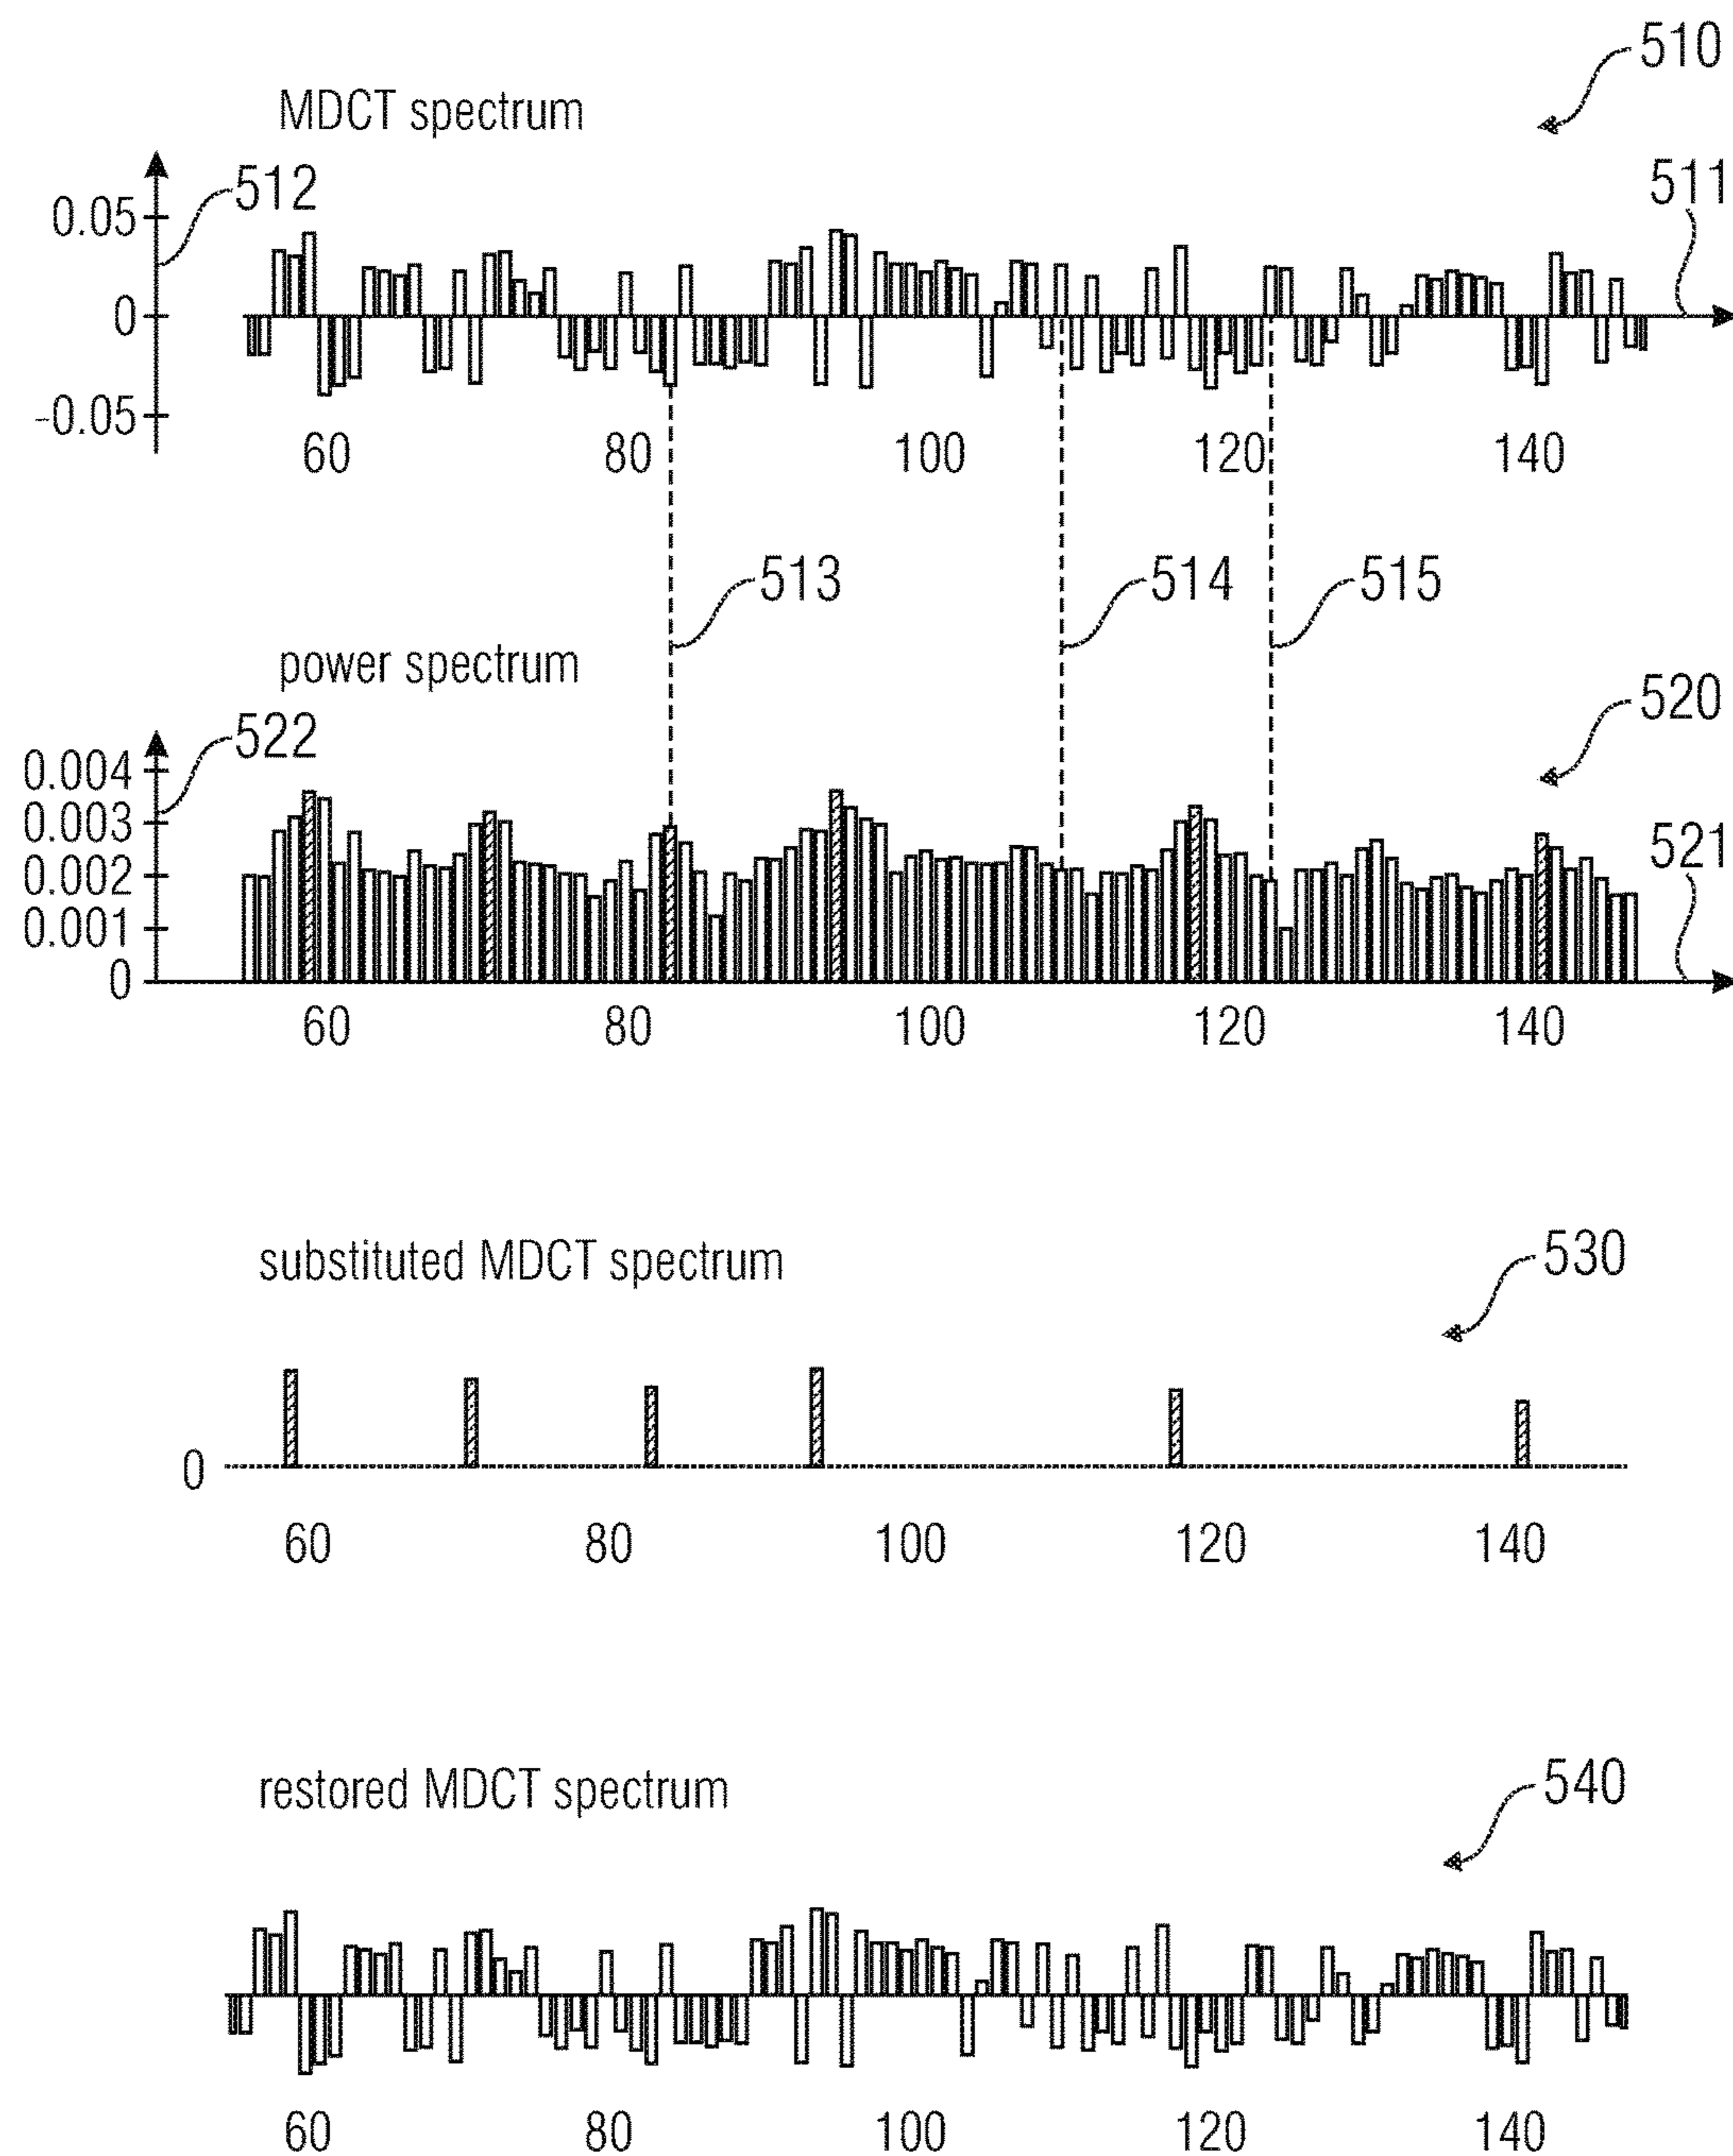 510
MDCT spectrum
512
511
0.05
0
-0.05
60 80 100 120 140
513 514 515
power spectrum
520
522
0.004
0.003
0.002
0.001
0
521
60 80 100 120 140
substituted MDCT spectrum
530
0
60 80 100 120 140
restored MDCT spectrum
540
60 80 100 120 140